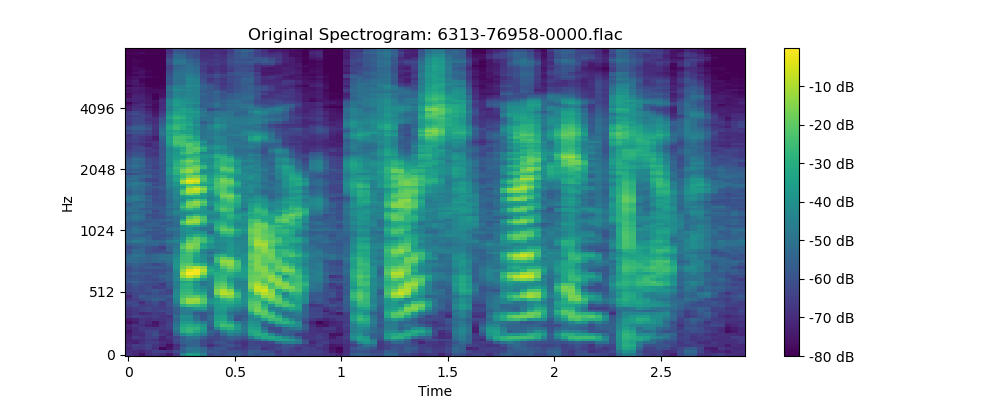 Original Spectrogram: 6313-76958-0000.flac
Hz
4096
2048
1024
512
0
0 0.5 1 1.5 2 2.5
Time
-10 dB
-20 dB
-30 dB
-40 dB
-50 dB
-60 dB
-70 dB
-80 dB